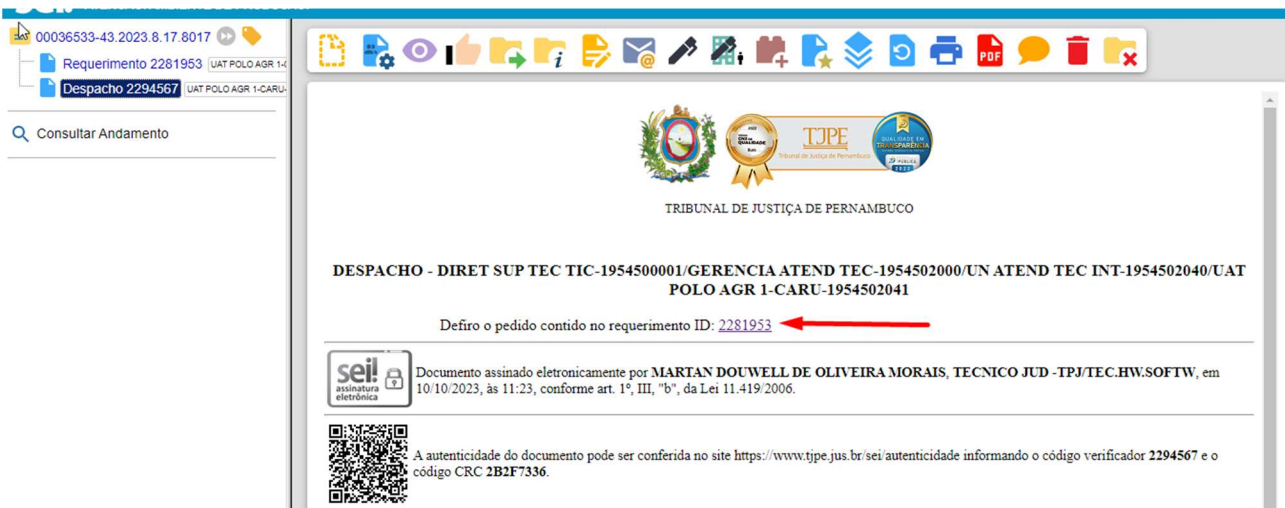 00036533-43.2023.8.17.8017
Requerimento 2281953 UAT POLO AGR 1-
Despacho 2294567 UAT POLO AGR 1-CARU-
Consultar Andamento
PDF
TJPE
Tribunal de Justiça de Pernambuco
QUALIDADE EM
TRANSPARÊNCIA
PÚBLICA
2022
TRIBUNAL DE JUSTIÇA DE PERNAMBUCO
DESPACHO - DIRET SUP TEC TIC-1954500001/GERENCIA ATEND TEC-1954502000/UN ATEND TEC INT-1954502040/UAT
POLO AGR 1-CARU-1954502041
Defiro o pedido contido no requerimento ID: 2281953
sei!
assinatura
eletrônica
Documento assinado eletronicamente por MARTAN DOUWELL DE OLIVEIRA MORAIS, TECNICO JUD -TPJ/TEC.HW.SOFTW, em
10/10/2023, às 11:23, conforme art. 1º, III, "b", da Lei 11.419/2006.
A autenticidade do documento pode ser conferida no site https://www.tjpe.jus.br/sei/autenticidade informando o código verificador 2294567 e o
código CRC 2B2F7336.